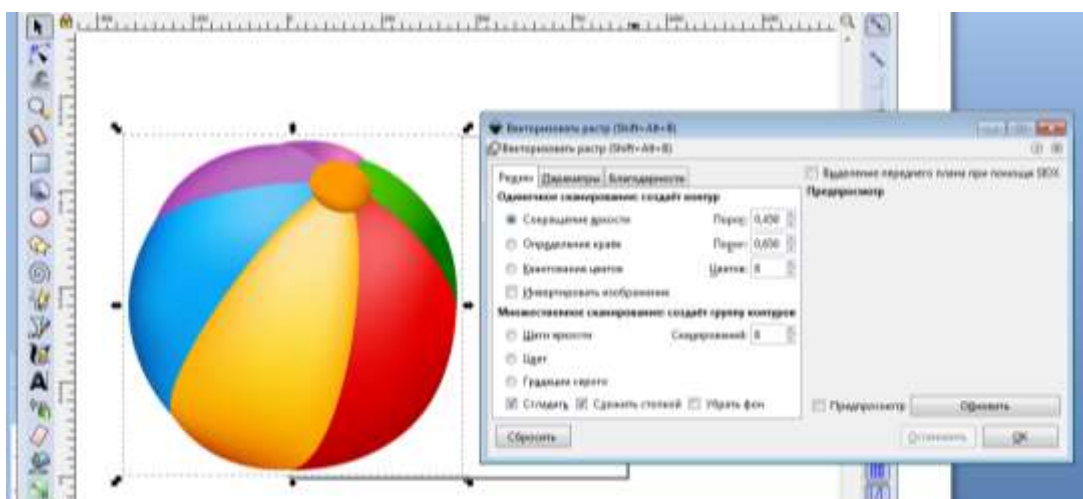 Векторизовать растр (Shift+Alt+B)
Векторизовать растр (Shift+Alt+B)
Режим Параметры Благодарности
Одиночное сканирование: создаёт контур
Сокращение яркости Порог: 0,450
Определение краёв Порог: 0,650
Квантование цветов Цветов: 8
Инвертировать изображение
Множественное сканирование: создаёт группу контуров
Шаги яркости Сканирований: 8
Цвет
Градации серого
Сгладить Сложить стопкой Убрать фон
Выделение переднего плана при помощи SIOX
Предпросмотр
Предпросмотр Обновить
Сбросить Остановить OK